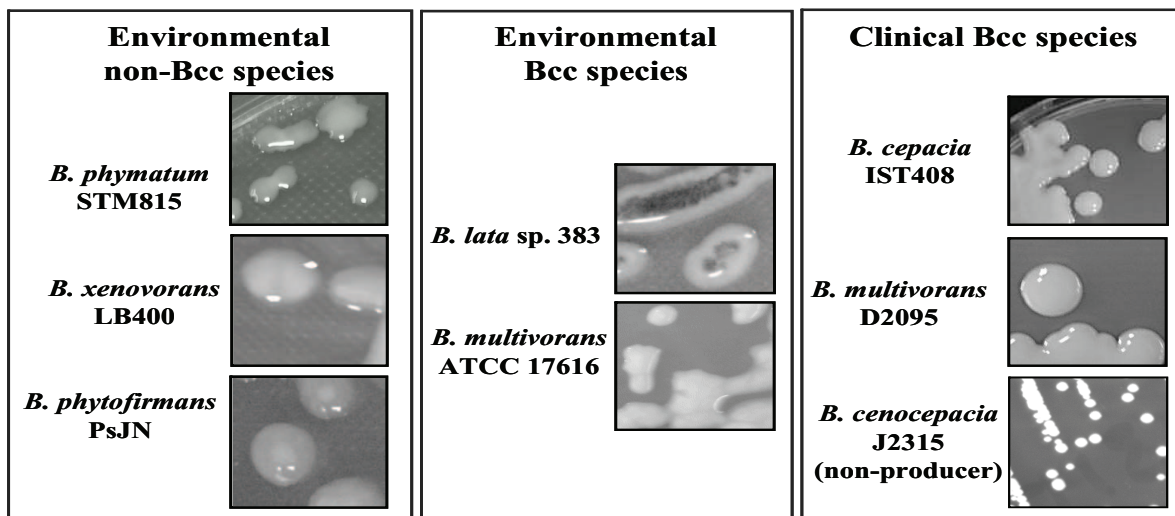 Environmental
non-Bcc species
B. phymatum
STM815
B. xenovorans
LB400
B. phytofirmans
PsJN
Environmental
Bcc species
B. lata sp. 383
B. multivorans
ATCC 17616
Clinical Bcc species
B. cepacia
IST408
B. multivorans
D2095
B. cenocepacia
J2315
(non-producer)